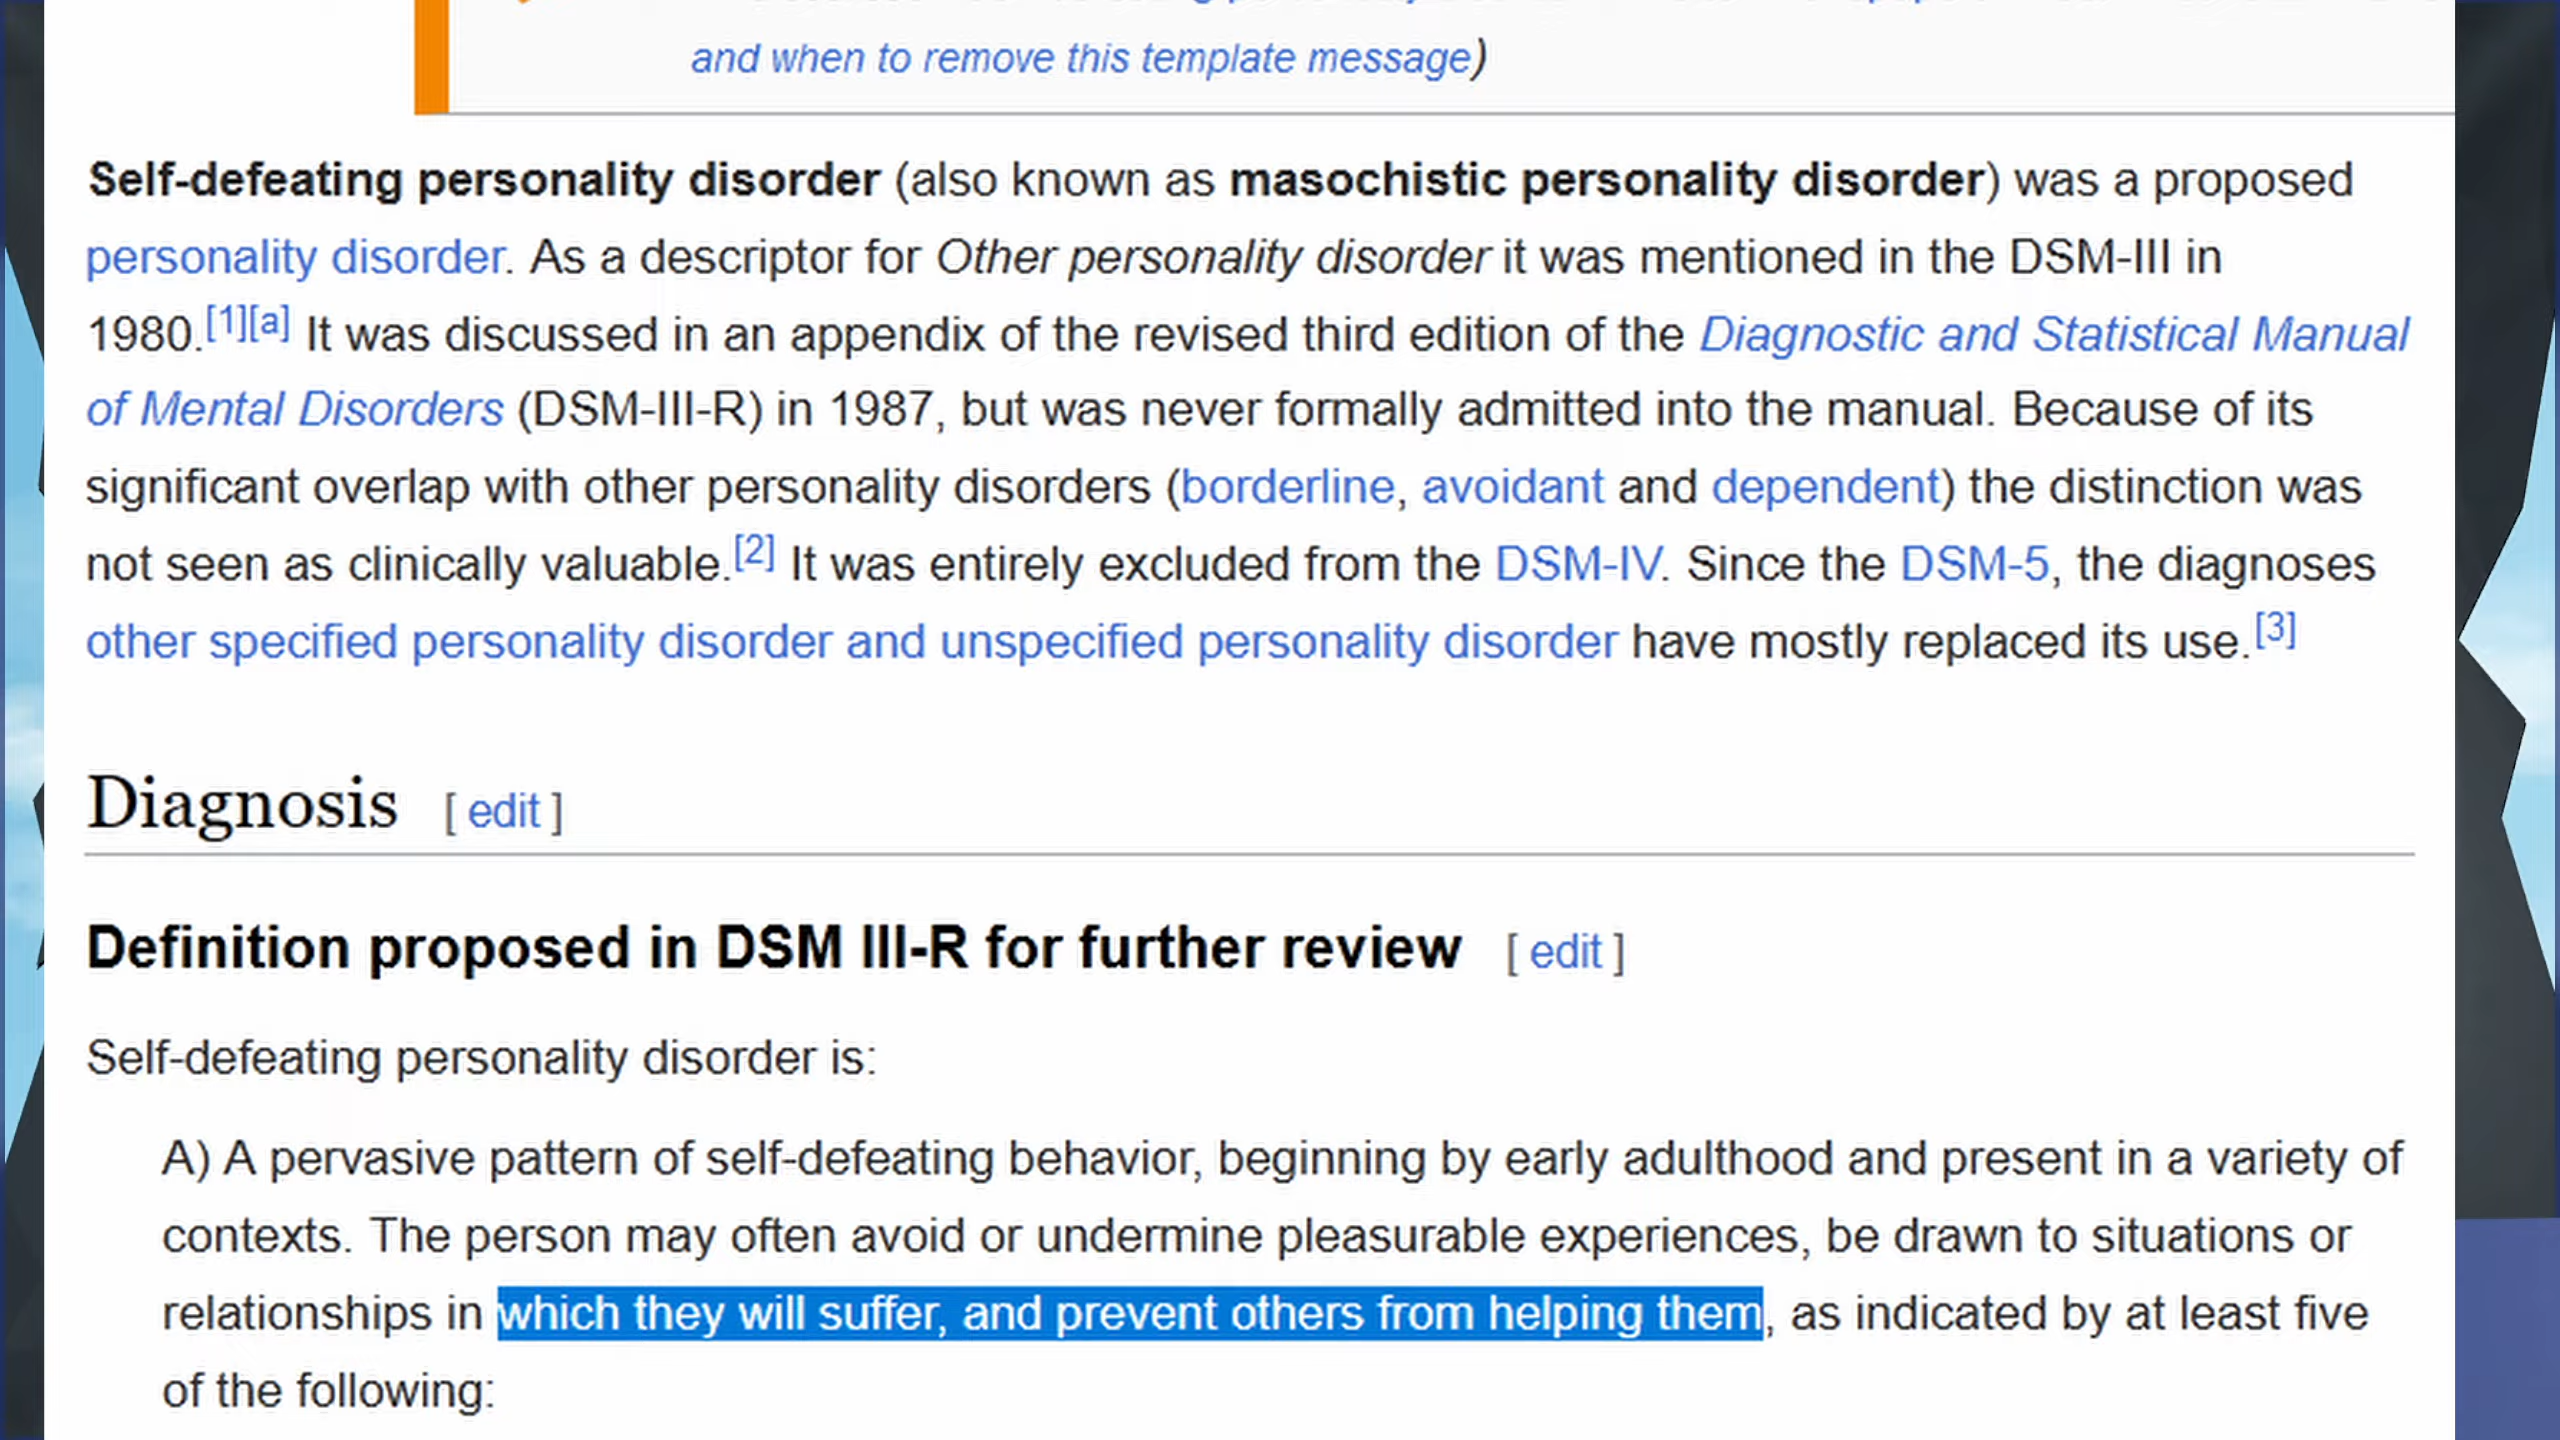 and when to remove this template message)
Self-defeating personality disorder (also known as masochistic personality disorder) was a proposed
personality disorder. As a descriptor for Other personality disorder it was mentioned in the DSM-III in
1980.[1][a] It was discussed in an appendix of the revised third edition of the Diagnostic and Statistical Manual
of Mental Disorders (DSM-III-R) in 1987, but was never formally admitted into the manual. Because of its
significant overlap with other personality disorders (borderline, avoidant and dependent) the distinction was
not seen as clinically valuable.[2] It was entirely excluded from the DSM-IV. Since the DSM-5, the diagnoses
other specified personality disorder and unspecified personality disorder have mostly replaced its use.[3]
Diagnosis [ edit ]
Definition proposed in DSM III-R for further review [ edit ]
Self-defeating personality disorder is:
A) A pervasive pattern of self-defeating behavior, beginning by early adulthood and present in a variety of
contexts. The person may often avoid or undermine pleasurable experiences, be drawn to situations or
relationships in which they will suffer, and prevent others from helping them, as indicated by at least five
of the following: